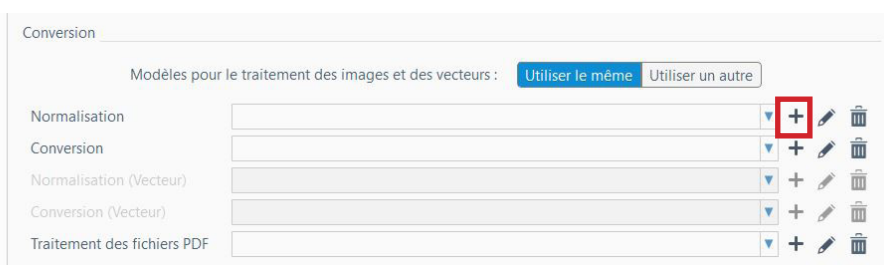 Conversion
Modèles pour le traitement des images et des vecteurs : Utiliser le même Utiliser un autre
Normalisation
Conversion
Normalisation (Vecteur)
Conversion (Vecteur)
Traitement des fichiers PDF